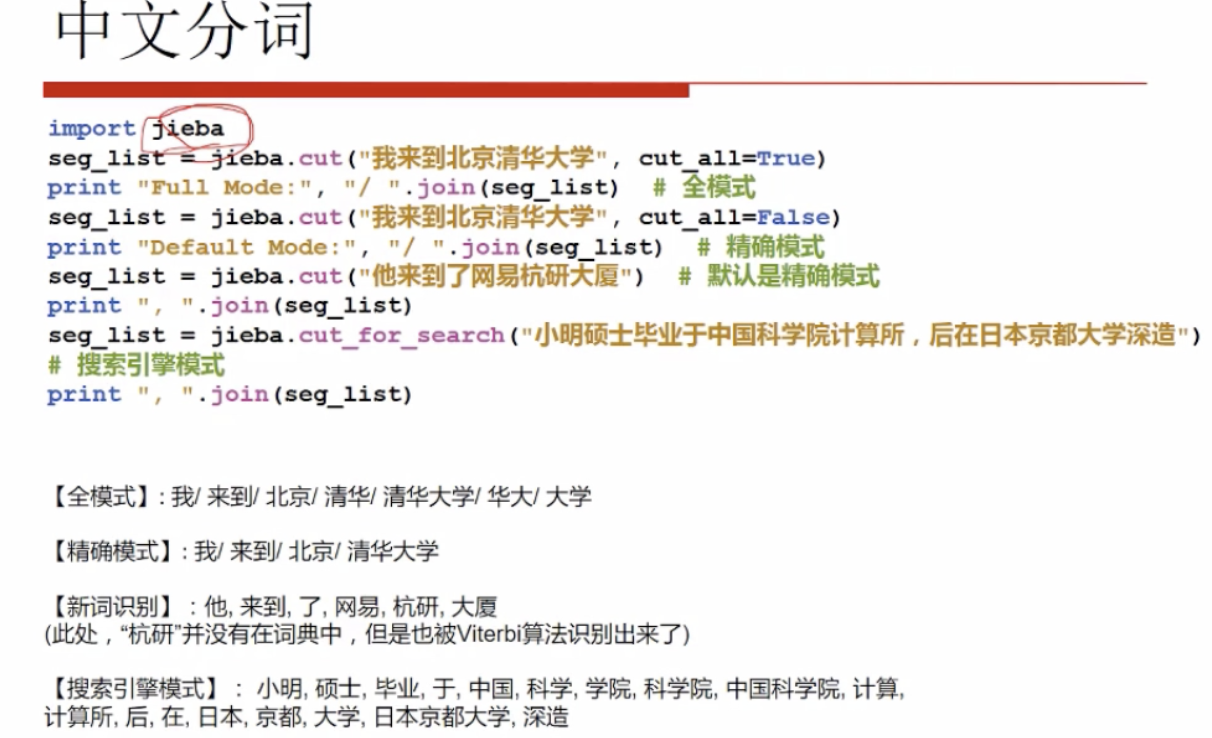 中文分词
import jieba
seg_list = jieba.cut("我来到北京清华大学", cut_all=True)
print "Full Mode:", "/ ".join(seg_list)  # 全模式
seg_list = jieba.cut("我来到北京清华大学", cut_all=False)
print "Default Mode:", "/ ".join(seg_list)  # 精确模式
seg_list = jieba.cut("他来到了网易杭研大厦")  # 默认是精确模式
print ", ".join(seg_list)
seg_list = jieba.cut_for_search("小明硕士毕业于中国科学院计算所，后在日本京都大学深造")
# 搜索引擎模式
print ", ".join(seg_list)
【全模式】: 我/ 来到/ 北京/ 清华/ 清华大学/ 华大/ 大学
【精确模式】: 我/ 来到/ 北京/ 清华大学
【新词识别】：他, 来到, 了, 网易, 杭研, 大厦
(此处，“杭研”并没有在词典中，但是也被Viterbi算法识别出来了)
【搜索引擎模式】： 小明, 硕士, 毕业, 于, 中国, 科学, 学院, 科学院, 中国科学院, 计算,
计算所, 后, 在, 日本, 京都, 大学, 日本京都大学, 深造